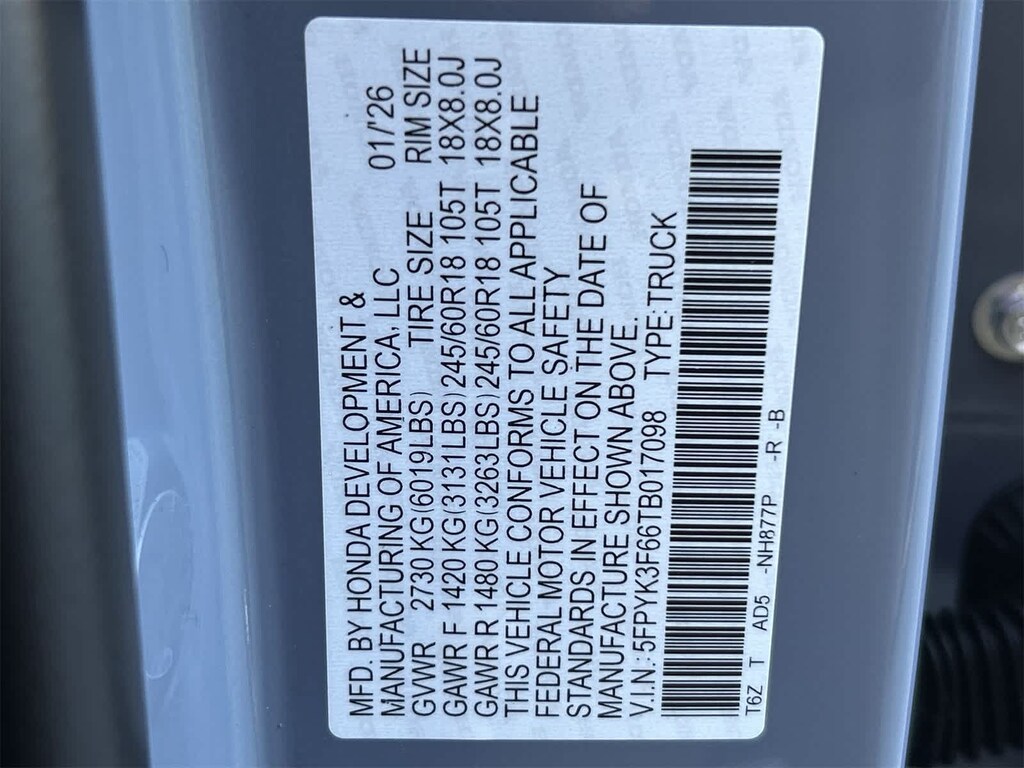 MFD. BY HONDA DEVELOPMENT &
MANUFACTURING OF AMERICA, LLC 01/'26
GVWR 2730 KG(6019LBS) TIRE SIZE RIM SIZE
GAWR F 1420 KG(3131LBS)245/60R18 105T 18X8.0J
GAWR R 1480 KG(3263LBS)245/60R18 105T 18X8.0J
THIS VEHICLE CONFORMS TO ALL APPLICABLE
FEDERAL MOTOR VEHICLE SAFETY
STANDARDS IN EFFECT ON THE DATE OF
MANUFACTURE SHOWN ABOVE.
V.I.N.:5FPYK3F66TB017098 TYPE:TRUCK
T6Z T AD5 -NH877P -R -B